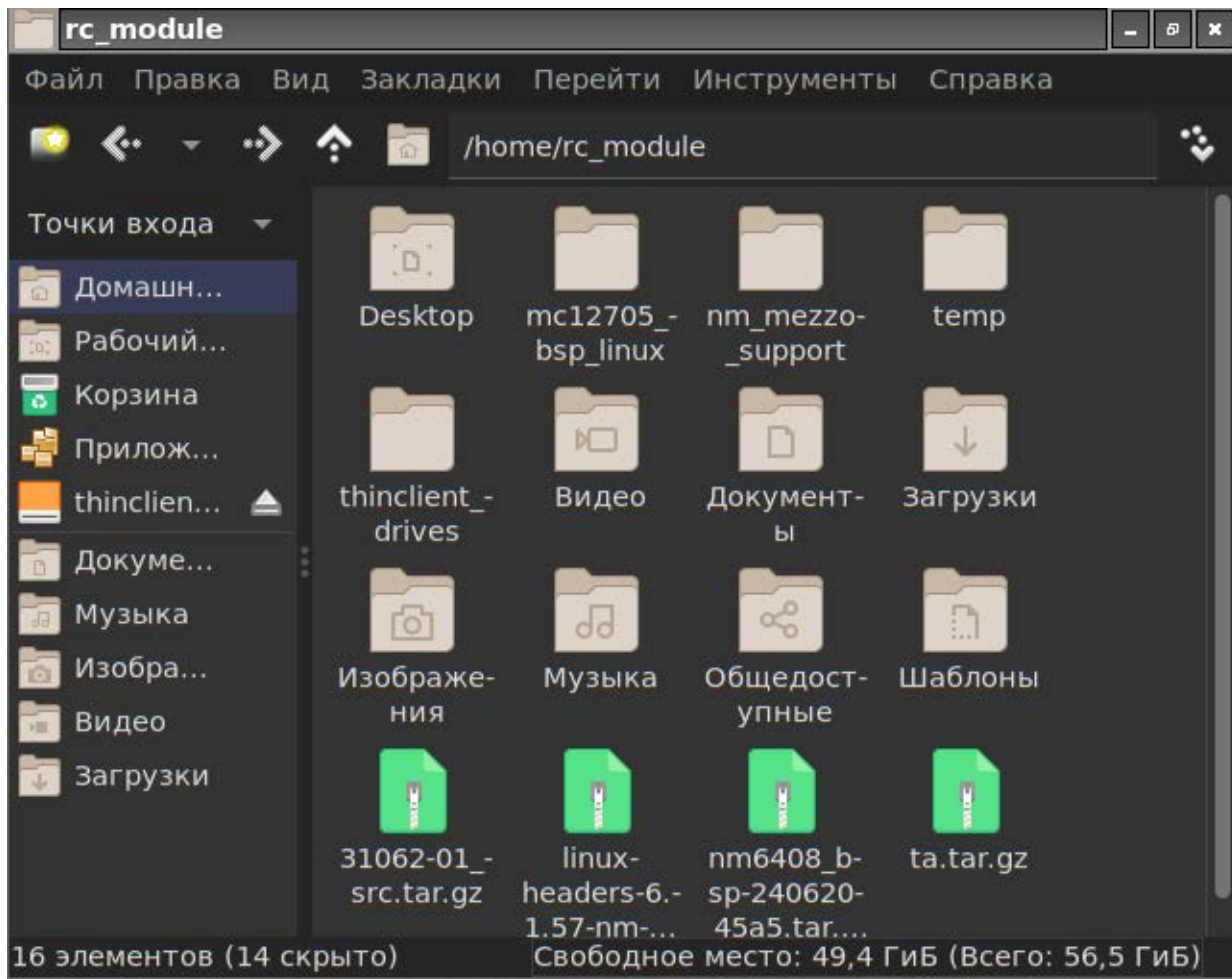 rc_module
Файл Правка Вид Закладки Перейти Инструменты Справка
/home/rc_module
Точки входа
Домашн...
Рабочий...
Корзина
Прилож...
thinclien...
Докуме...
Музыка
Изобра...
Видео
Загрузки
Desktop
mc12705_-
bsp_linux
nm_mezzo-
_support
temp
thinclient_-
drives
Видео
Документ-
ы
Загрузки
Изображе-
ния
Музыка
Общедост-
упные
Шаблоны
31062-01_-
src.tar.gz
linux-
headers-6.-
1.57-nm-...
nm6408_b-
sp-240620-
45a5.tar....
ta.tar.gz
16 элементов (14 скрыто)
Свободное место: 49,4 ГиБ (Всего: 56,5 ГиБ)